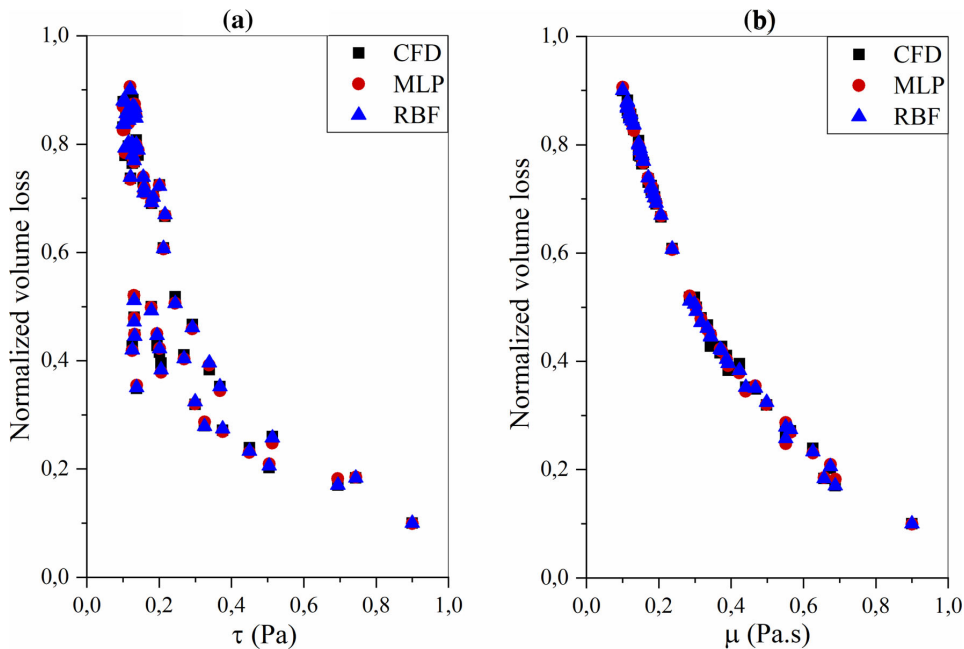 (a)
CFD
MLP
RBF
Normalized volume loss
1,0
0,8
0,6
0,4
0,2
0,0
0,0 0,2 0,4 0,6 0,8 1,0
τ (Pa)
(b)
CFD
MLP
RBF
Normalized volume loss
1,0
0,8
0,6
0,4
0,2
0,0
0,0 0,2 0,4 0,6 0,8 1,0
μ (Pa.s)